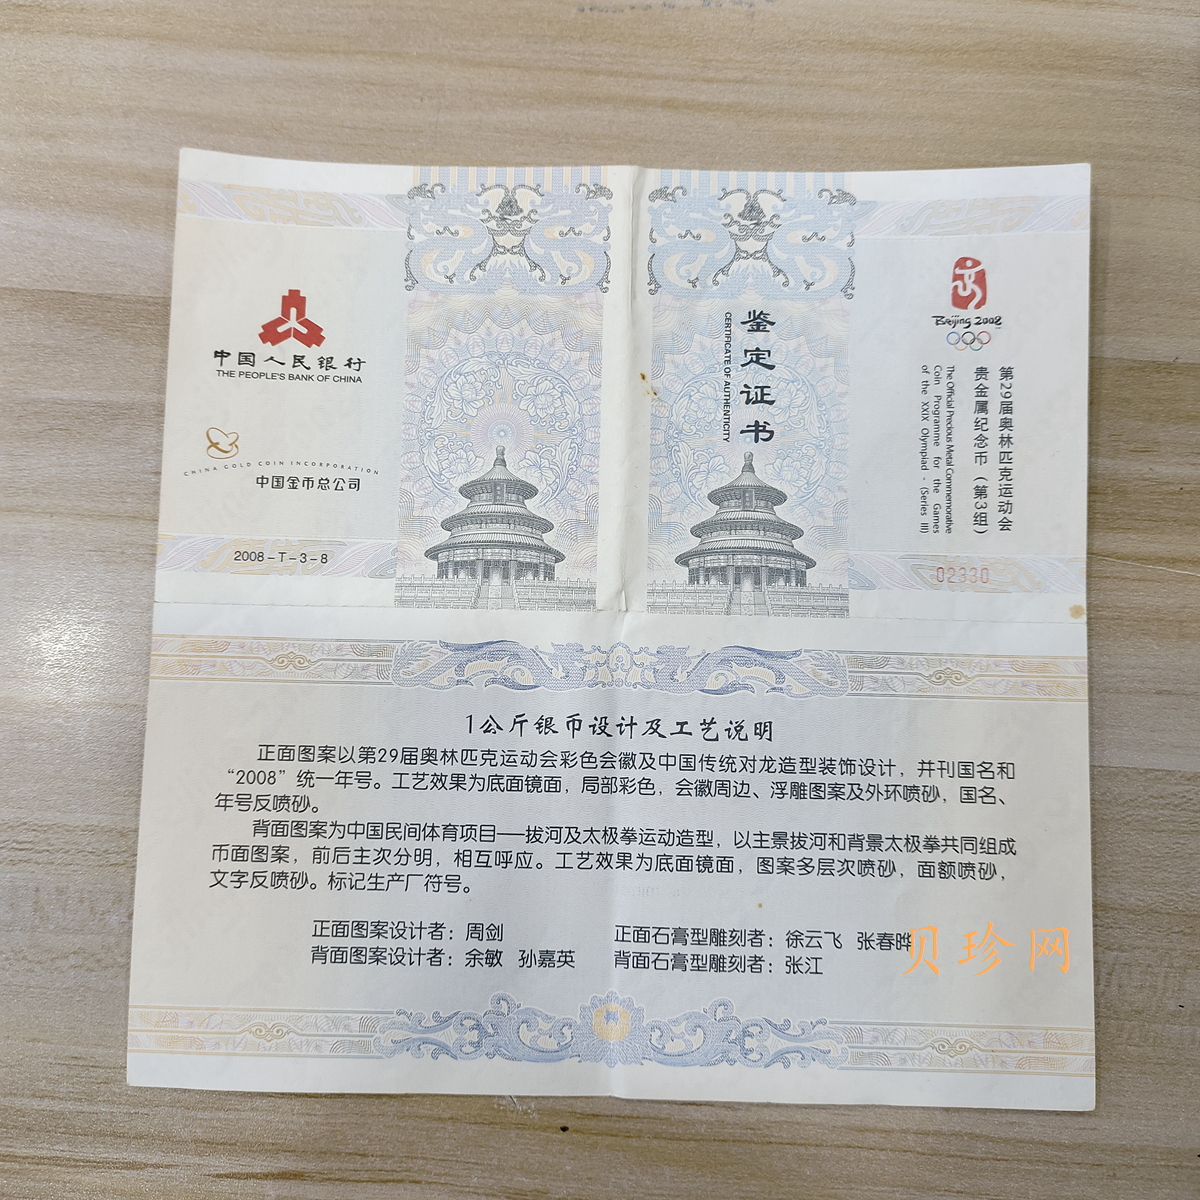 中国人民银行
THE PEOPLE'S BANK OF CHINA
CHINA GOLD COIN INCORPORATION
中国金币总公司
2008-T-3-8
鉴定证书
CERTIFICATE OF AUTHENTICITY
Beijing 2008
第29届奥林匹克运动会
贵金属纪念币（第3组）
The Official Precious Metal Commemorative
Coin Programme for the Games
of the XXIX Olympiad - (Series III)
02330
1公斤银币设计及工艺说明
正面图案以第29届奥林匹克运动会彩色会徽及中国传统对龙造型装饰设计，并刊国名和
“2008”统一年号。工艺效果为底面镜面，局部彩色，会徽周边、浮雕图案及外环喷砂，国名、
年号反喷砂。
背面图案为中国民间体育项目——拔河及太极拳运动造型，以主景拔河和背景太极拳共同组成
币面图案，前后主次分明，相互呼应。工艺效果为底面镜面，图案多层次喷砂，面额喷砂，
文字反喷砂。标记生产厂符号。
正面图案设计者：周剑 正面石膏型雕刻者：徐云飞 张春晔
背面图案设计者：余敏 孙嘉英 背面石膏型雕刻者：张江
贝珍网